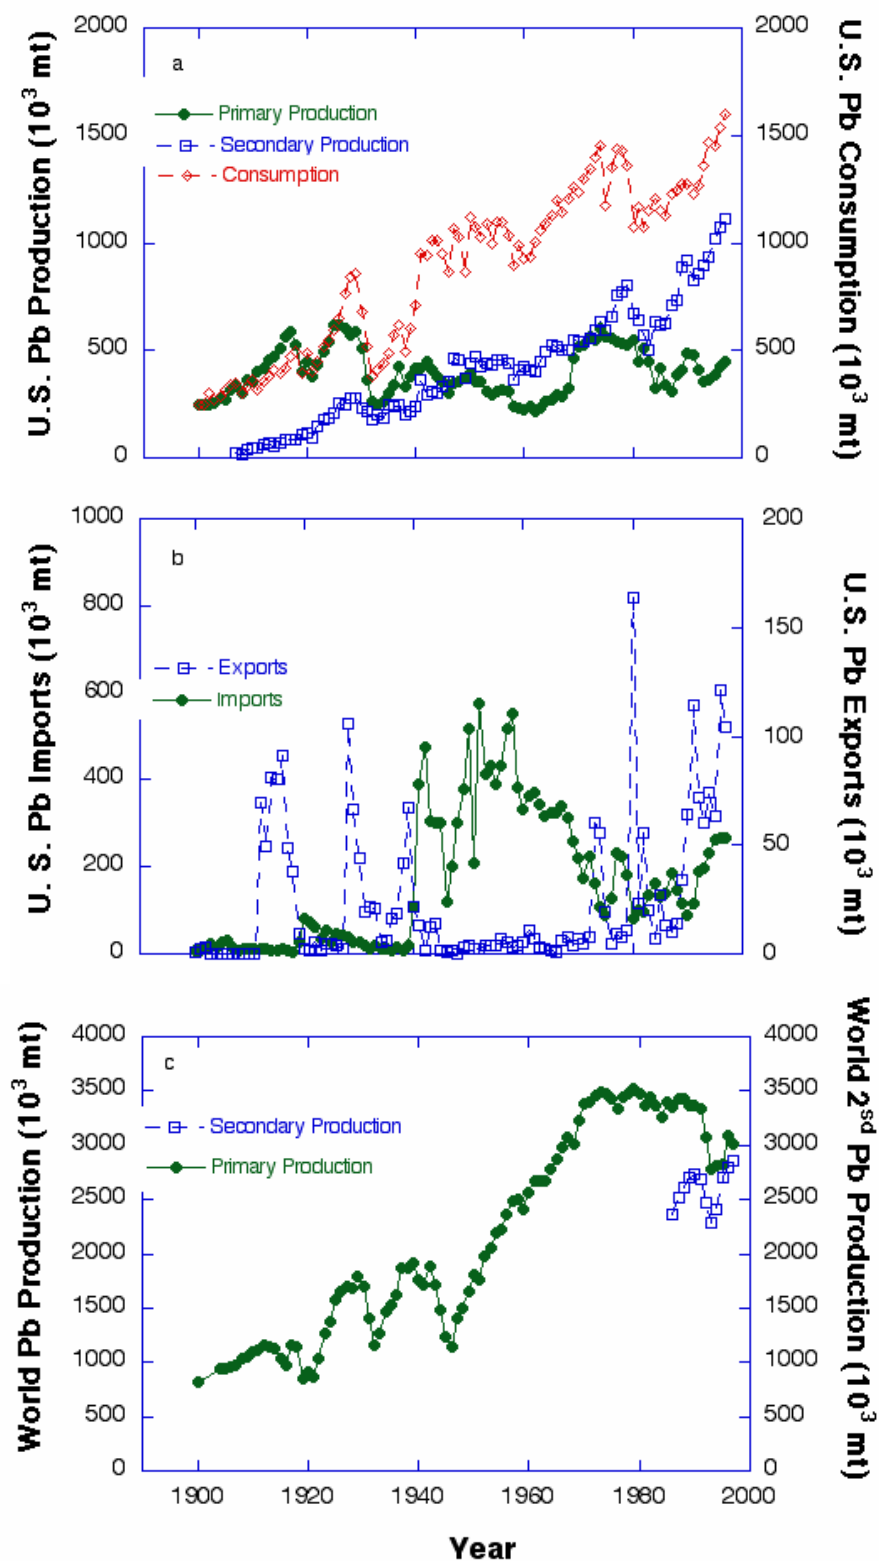 U.S. Pb Production (10³ mt)
2000
1500
1000
500
0
a
Primary Production
Secondary Production
Consumption
2000
1500
1000
500
0
U.S. Pb Consumption (10³ mt)
U. S. Pb Imports (10³ mt)
1000
800
600
400
200
0
b
Exports
Imports
200
150
100
50
0
U.S. Pb Exports (10³ mt)
World Pb Production (10³ mt)
4000
3500
3000
2500
2000
1500
1000
500
0
c
Secondary Production
Primary Production
4000
3500
3000
2500
2000
1500
1000
500
0
World 2ˢᵈ Pb Production (10³ mt)
1900 1920 1940 1960 1980 2000
Year